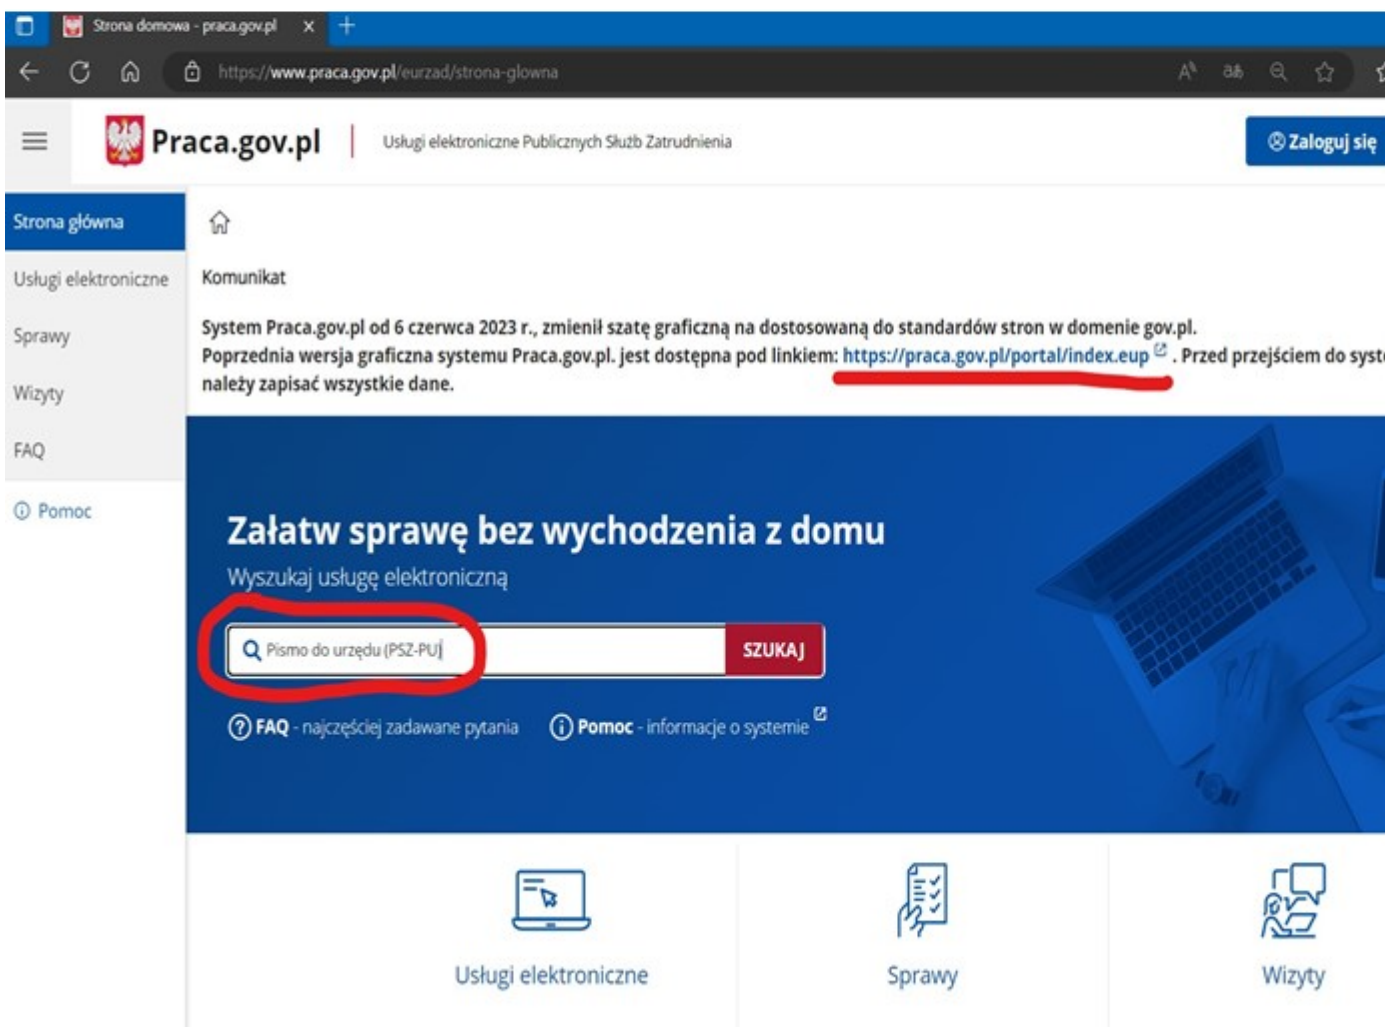 Strona domowa - praca.gov.pl
https://www.praca.gov.pl/eurzad/strona-glowna
Praca.gov.pl
Usługi elektroniczne Publicznych Służb Zatrudnienia
Zaloguj się
Strona główna
Usługi elektroniczne
Sprawy
Wizyty
FAQ
Pomoc
Komunikat
System Praca.gov.pl od 6 czerwca 2023 r., zmienił szatę graficzną na dostosowaną do standardów stron w domenie gov.pl.
Poprzednia wersja graficzna systemu Praca.gov.pl. jest dostępna pod linkiem: https://praca.gov.pl/portal/index.eup . Przed przejściem do syst
należy zapisać wszystkie dane.
Załatw sprawę bez wychodzenia z domu
Wyszukaj usługę elektroniczną
Pismo do urzędu (PSZ-PU)
SZUKAJ
FAQ - najczęściej zadawane pytania
Pomoc - informacje o systemie
Usługi elektroniczne
Sprawy
Wizyty